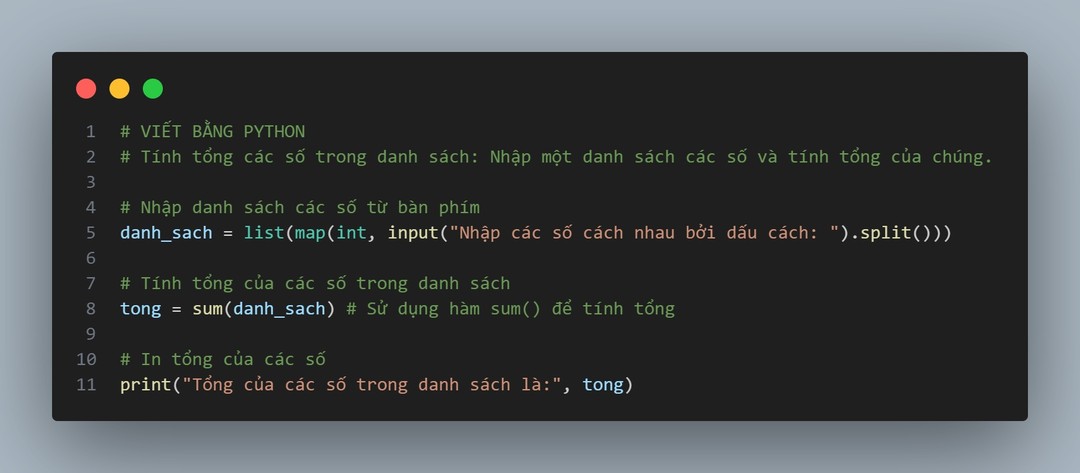 1 # VIẾT BẰNG PYTHON
2 # Tính tổng các số trong danh sách: Nhập một danh sách các số và tính tổng của chúng.
3
4 # Nhập danh sách các số từ bàn phím
5 danh_sach = list(map(int, input("Nhập các số cách nhau bởi dấu cách: ").split()))
6
7 # Tính tổng của các số trong danh sách
8 tong = sum(danh_sach) # Sử dụng hàm sum() để tính tổng
9
10 # In tổng của các số
11 print("Tổng của các số trong danh sách là:", tong)